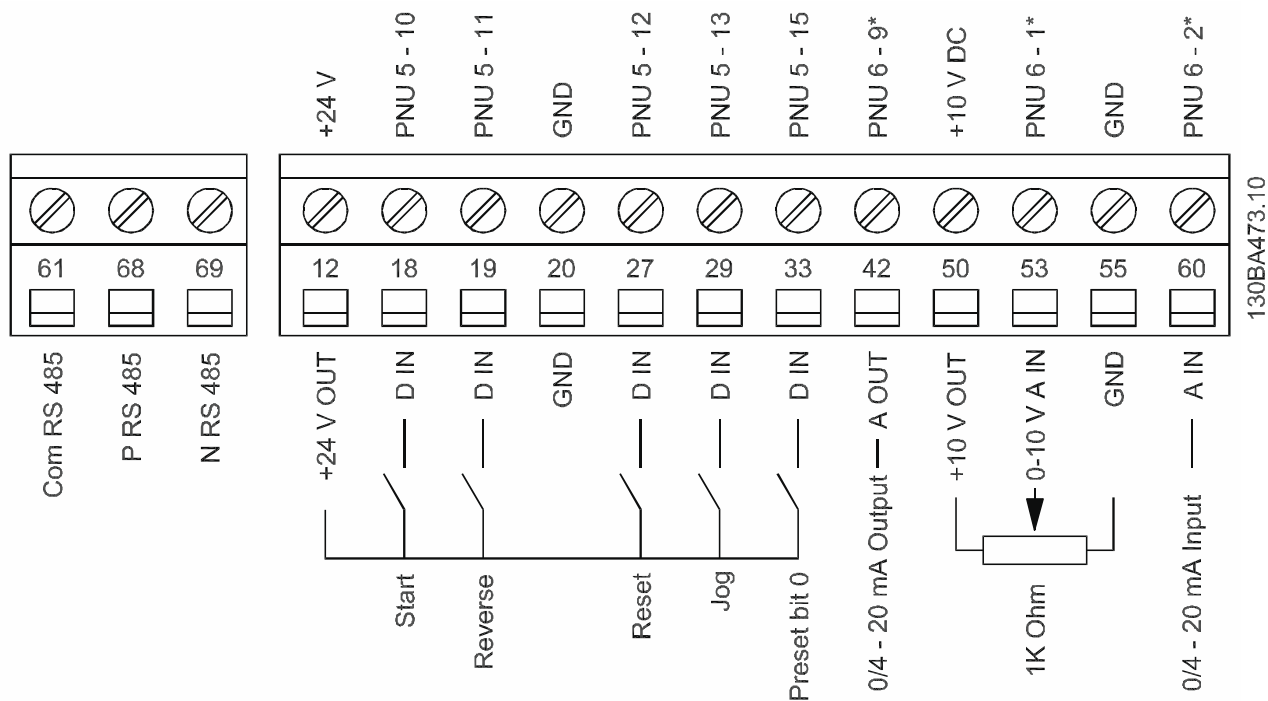 +24 V
PNU 5 - 10
PNU 5 - 11
GND
PNU 5 - 12
PNU 5 - 13
PNU 5 - 15
PNU 6 - 9*
+10 V DC
PNU 6 - 1*
GND
PNU 6 - 2*
61
68
69
12
18
19
20
27
29
33
42
50
53
55
60
Com RS 485
P RS 485
N RS 485
+24 V OUT
D IN
D IN
GND
D IN
D IN
D IN
A OUT
+10 V OUT
0-10 V A IN
GND
A IN
Start
Reverse
Reset
Jog
Preset bit 0
0/4 - 20 mA Output
1K Ohm
0/4 - 20 mA Input
130BA473.10